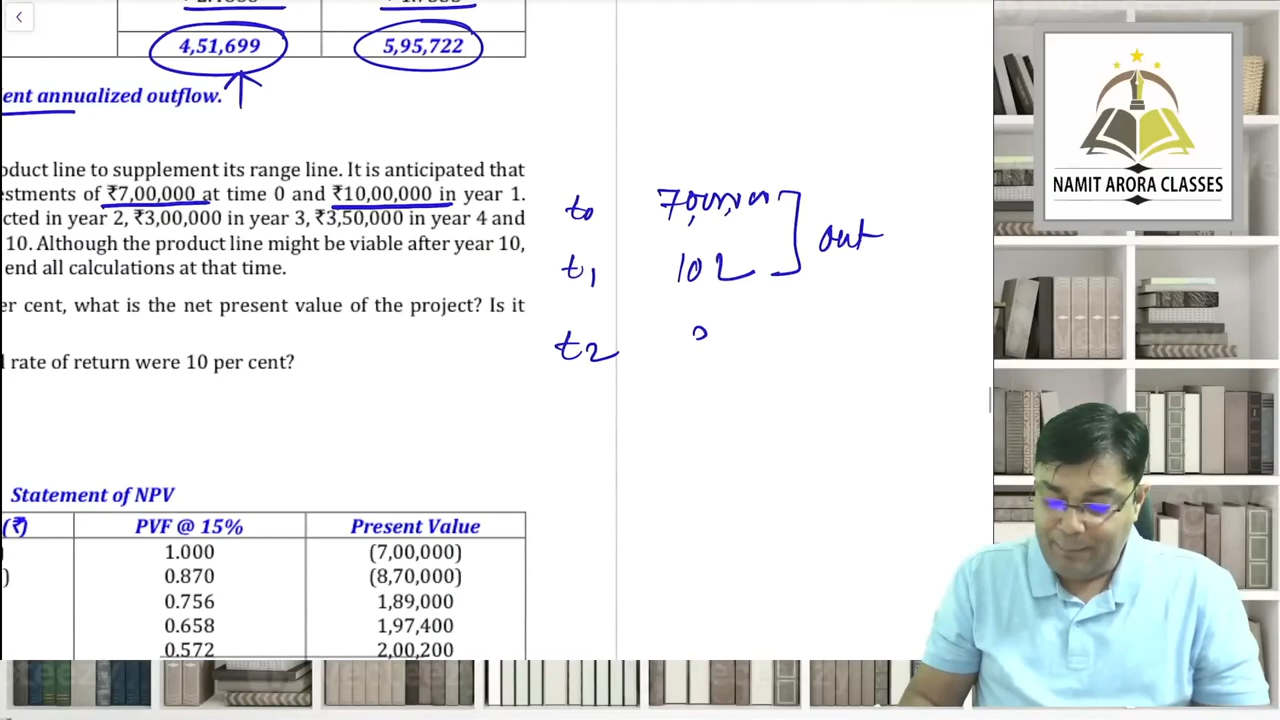 4,51,699 5,95,722
ent annualized outflow.
oduct line to supplement its range line. It is anticipated that
estments of ₹7,00,000 at time 0 and ₹10,00,000 in year 1.
cted in year 2, ₹3,00,000 in year 3, ₹3,50,000 in year 4 and
10. Although the product line might be viable after year 10,
end all calculations at that time.
er cent, what is the net present value of the project? Is it
rate of return were 10 per cent?
t0 7,00,000
t1 10 L
out
t2
Statement of NPV
(₹) PVF @ 15% Present Value
1.000 (7,00,000)
) 0.870 (8,70,000)
0.756 1,89,000
0.658 1,97,400
0.572 2,00,200
NAMIT ARORA CLASSES